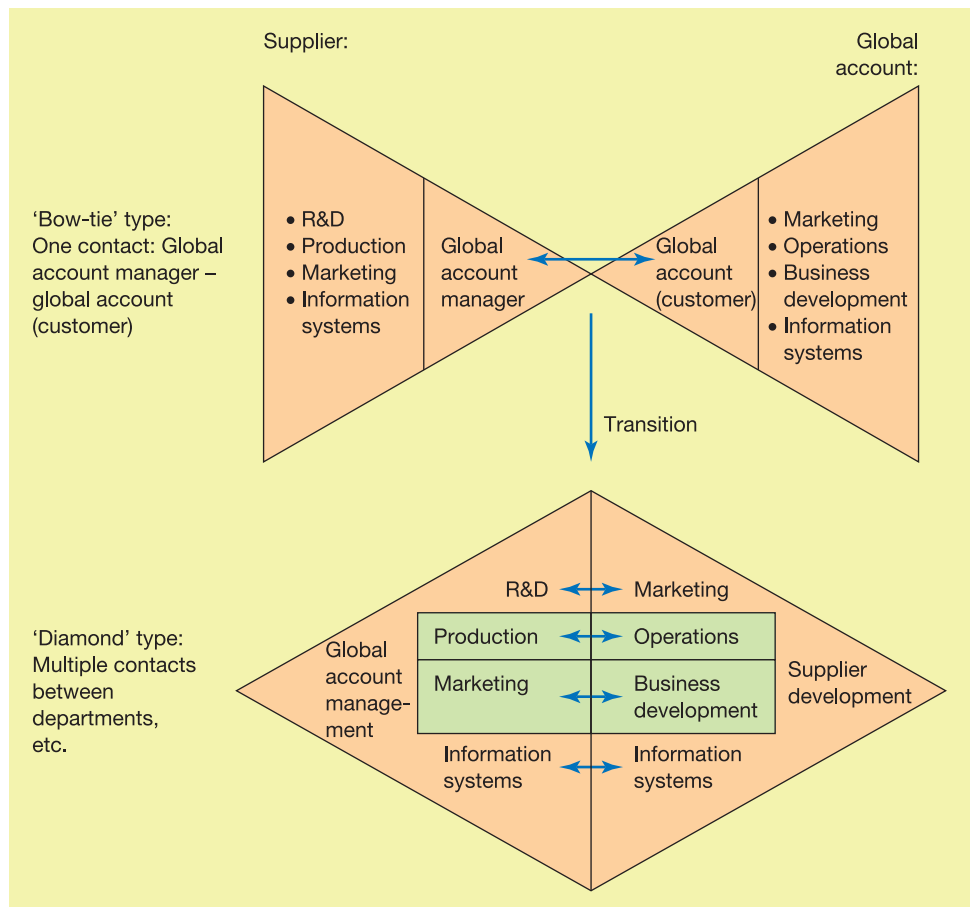 Supplier:
Global
account:
'Bow-tie' type:
One contact: Global
account manager –
global account
(customer)
• R&D
• Production
• Marketing
• Information
systems
Global
account
manager
Global
account
(customer)
• Marketing
• Operations
• Business
development
• Information
systems
Transition
'Diamond' type:
Multiple contacts
between
departments,
etc.
Global
account
manage-
ment
R&D
Marketing
Production
Operations
Marketing
Business
development
Information
systems
Information
systems
Supplier
development